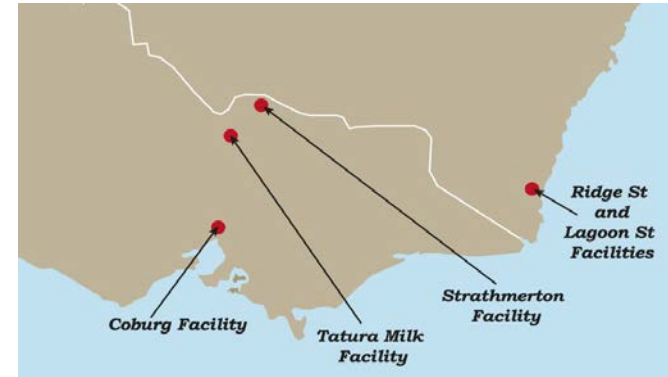 Ridge St
and
Lagoon St
Facilities
Strathmerton
Facility
Coburg Facility
Tatura Milk
Facility